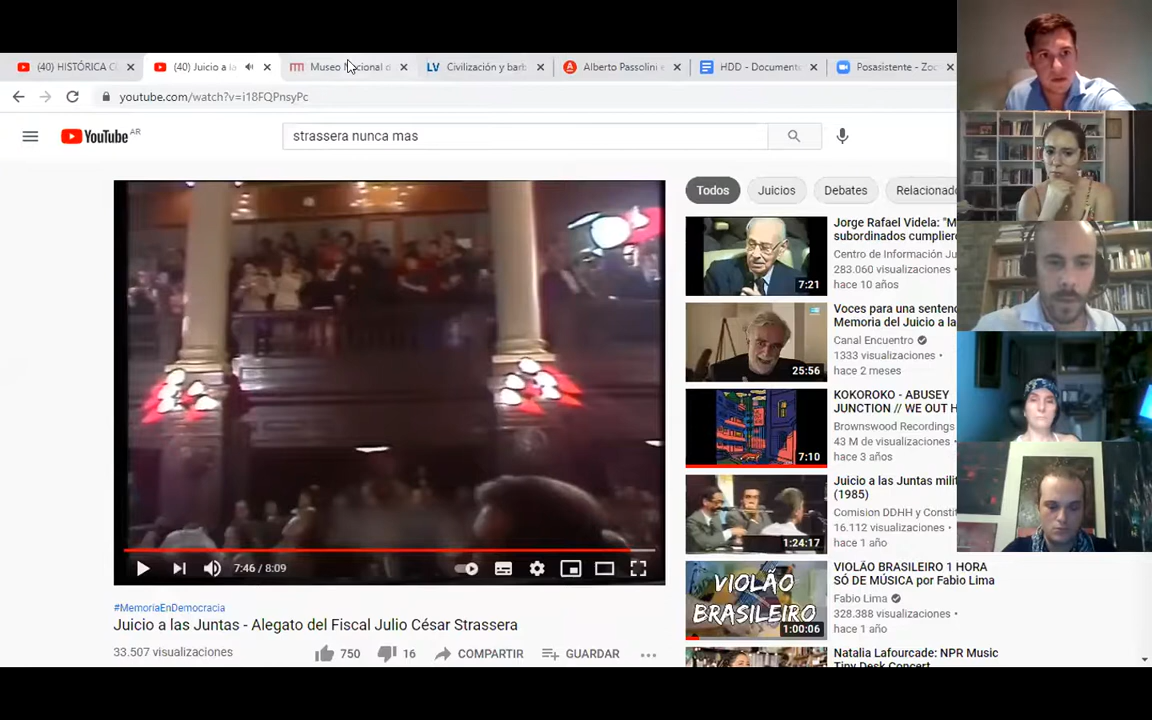 (40) HISTÓRICA C
(40) Juicio a la
Museo Nacional d
LV Civilización y barb
Alberto Passolini e
HDD - Documento
Posasistente - Zoo
youtube.com/watch?v=i18FQPnsyPc
YouTube AR
strassera nunca mas
Todos
Juicios
Debates
Relacionado
7:46 / 8:09
#MemoriaEnDemocracia
Juicio a las Juntas - Alegato del Fiscal Julio César Strassera
33.507 visualizaciones
750
16
COMPARTIR
GUARDAR
7:21
Jorge Rafael Videla: "M
subordinados cumplier
Centro de Información Ju
283.060 visualizaciones
hace 10 años
25:56
Voces para una senten
Memoria del Juicio a la
Canal Encuentro
1333 visualizaciones •
hace 2 meses
7:10
KOKOROKO - ABUSEY
JUNCTION // WE OUT H
Brownswood Recordings
43 M de visualizaciones •
hace 3 años
1:24:17
Juicio a las Juntas mili
(1985)
Comision DDHH y Constit
16.112 visualizaciones •
hace 1 año
VIOLÃO
BRASILEIRO
1:00:06
VIOLÃO BRASILEIRO 1 HORA
SÓ DE MÚSICA por Fabio Lima
Fabio Lima
328.388 visualizaciones •
hace 1 año
Natalia Lafourcade: NPR Music
Tiny Desk Concert